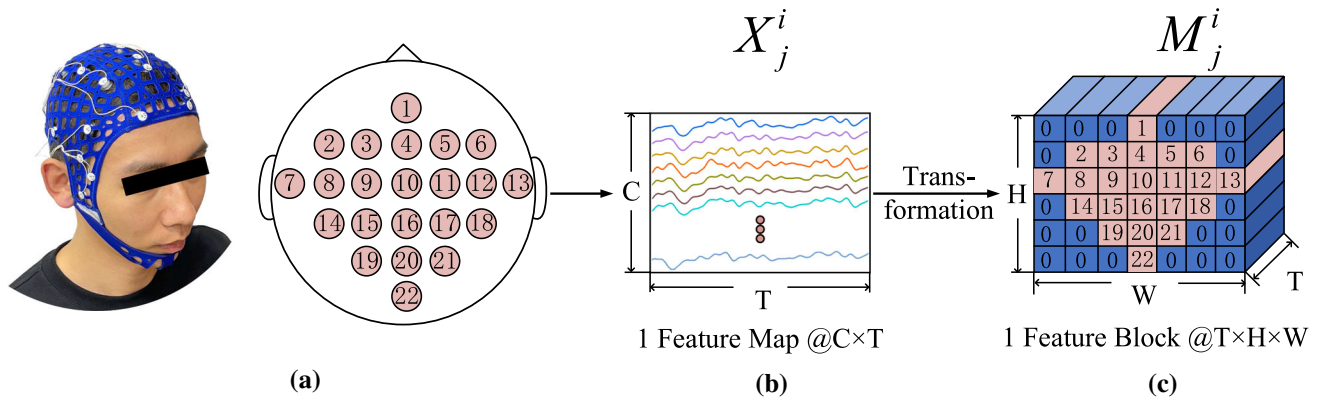 X_j^i
M_j^i
1
2 3 4 5 6
7 8 9 10 11 12 13
14 15 16 17 18
19 20 21
22
C
T
Trans-
formation
H
0 0 0 1 0 0 0
0 2 3 4 5 6 0
7 8 9 10 11 12 13
0 14 15 16 17 18 0
0 0 19 20 21 0 0
0 0 0 22 0 0 0
W
T
1 Feature Map @C×T
1 Feature Block @T×H×W
(a)
(b)
(c)